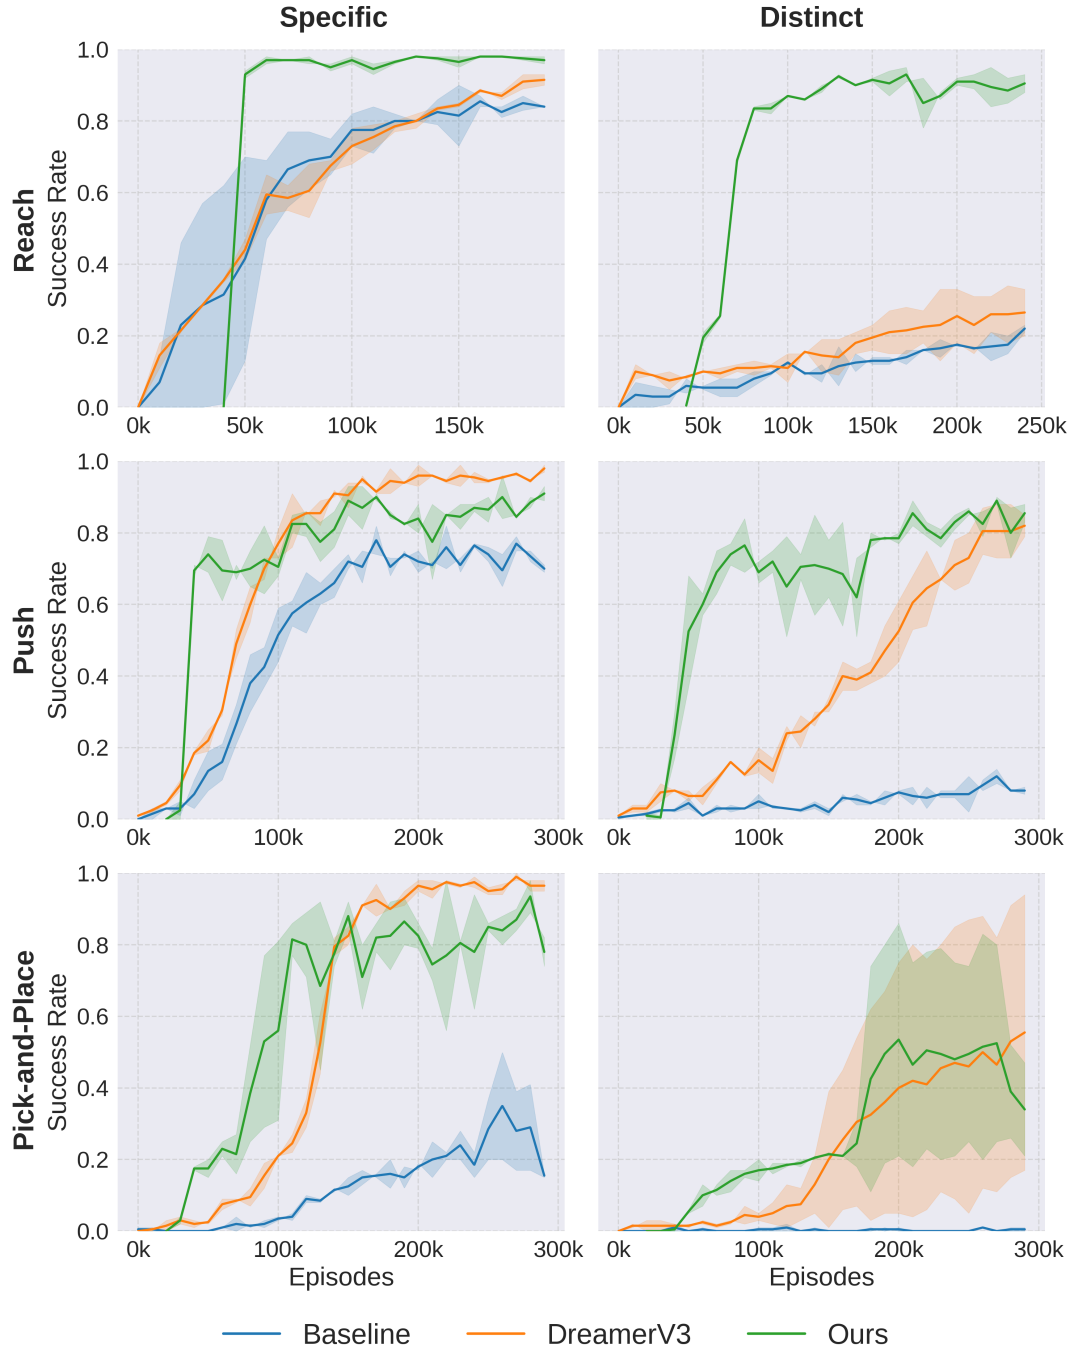 Specific Distinct
Reach
Success Rate
1.0
0.8
0.6
0.4
0.2
0.0
0k 50k 100k 150k
0k 50k 100k 150k 200k 250k
Push
Success Rate
1.0
0.8
0.6
0.4
0.2
0.0
0k 100k 200k 300k
0k 100k 200k 300k
Pick-and-Place
Success Rate
1.0
0.8
0.6
0.4
0.2
0.0
0k 100k 200k 300k
0k 100k 200k 300k
Episodes Episodes
Baseline DreamerV3 Ours